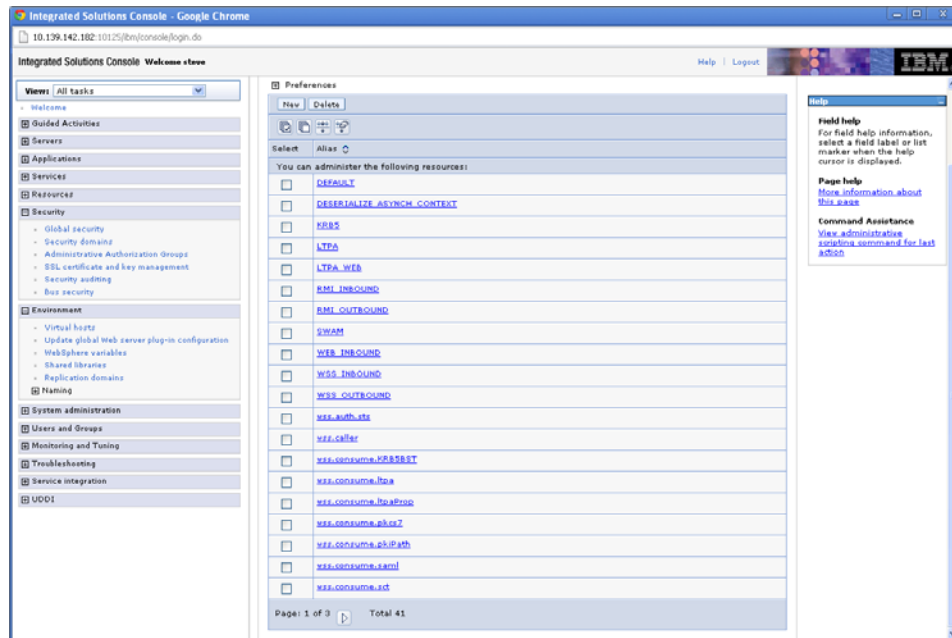 Integrated Solutions Console - Google Chrome
10.139.142.182:10125/ibm/console/login.do
Integrated Solutions Console Welcome steve
Help | Logout
IBM
View: All tasks
Welcome
Guided Activities
Servers
Applications
Services
Resources
Security
Global security
Security domains
Administrative Authorization Groups
SSL certificate and key management
Security auditing
Bus security
Environment
Virtual hosts
Update global Web server plug-in configuration
WebSphere variables
Shared libraries
Replication domains
Naming
System administration
Users and Groups
Monitoring and Tuning
Troubleshooting
Service integration
UDDI
Preferences
New Delete
Select Alias
You can administer the following resources:
DEFAULT
DESERIALIZE_ASYNCH_CONTEXT
KRB5
LTPA
LTPA_WEB
RMI_INBOUND
RMI_OUTBOUND
SWAM
WEB_INBOUND
WSS_INBOUND
WSS_OUTBOUND
wss.auth.sts
wss.caller
wss.consume.KRB5BST
wss.consume.ltpa
wss.consume.ltpaProp
wss.consume.pkcs7
wss.consume.pkiPath
wss.consume.saml
wss.consume.sct
Page: 1 of 3 Total 41
Help
Field help
For field help information,
select a field label or list
marker when the help
cursor is displayed.
Page help
More information about
this page
Command Assistance
View administrative
scripting command for last
action